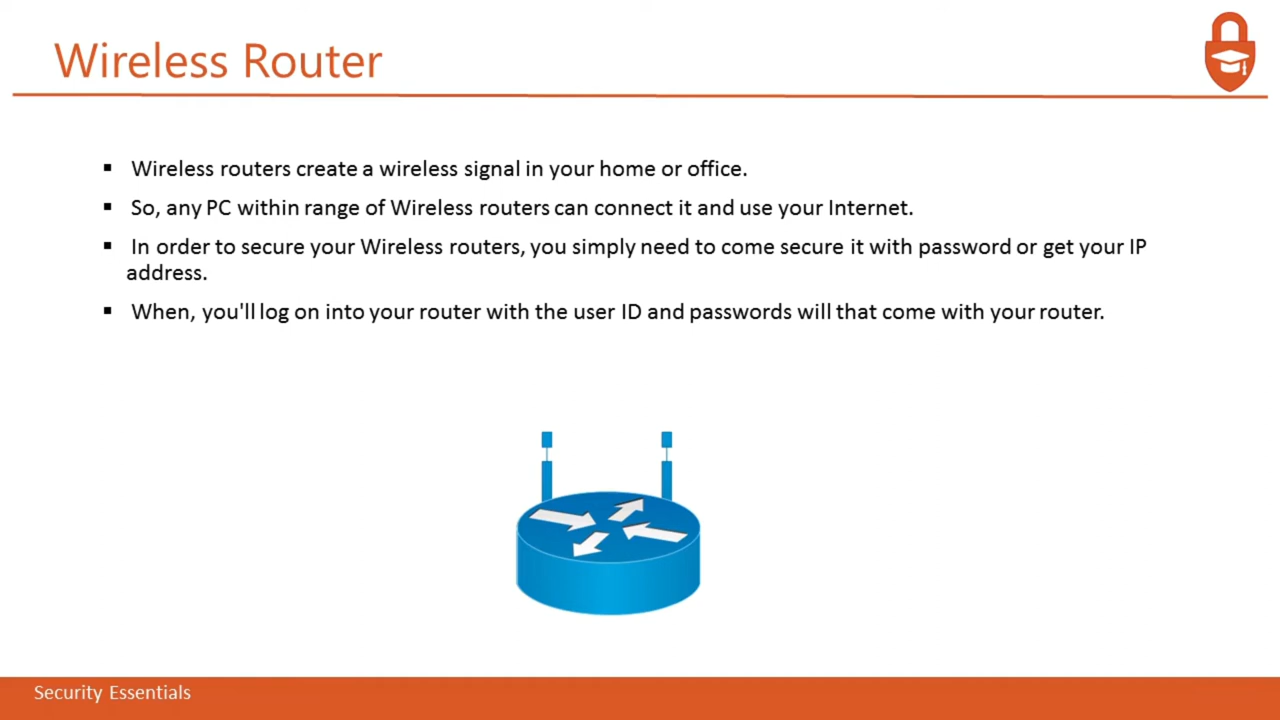 Wireless Router
▪ Wireless routers create a wireless signal in your home or office.
▪ So, any PC within range of Wireless routers can connect it and use your Internet.
▪ In order to secure your Wireless routers, you simply need to come secure it with password or get your IP
address.
▪ When, you'll log on into your router with the user ID and passwords will that come with your router.
Security Essentials